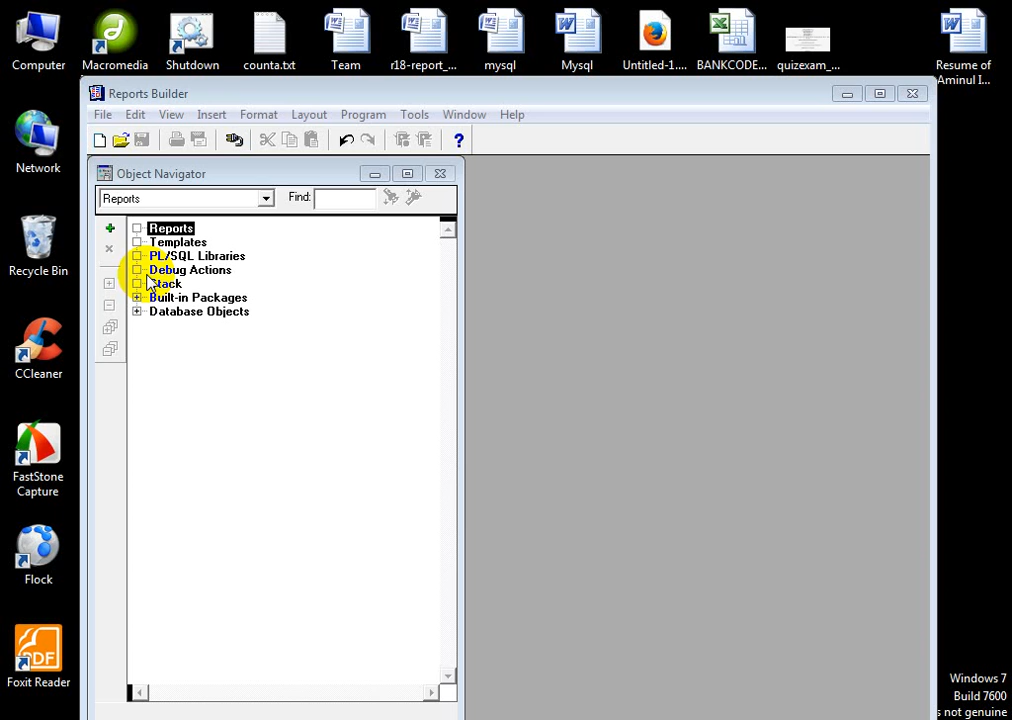 Computer
Macromedia
Shutdown
counta.txt
Team
r18-report_...
mysql
Mysql
Untitled-1....
BANKCODE...
quizexam_...
Resume of
Aminul I...
Network
Recycle Bin
CCleaner
FastStone
Capture
Flock
PDF
Foxit Reader
Reports Builder
File Edit View Insert Format Layout Program Tools Window Help
Object Navigator
Reports
Find:
Reports
Templates
PL/SQL Libraries
Debug Actions
Stack
Built-in Packages
Database Objects
Windows 7
Build 7600
s not genuine